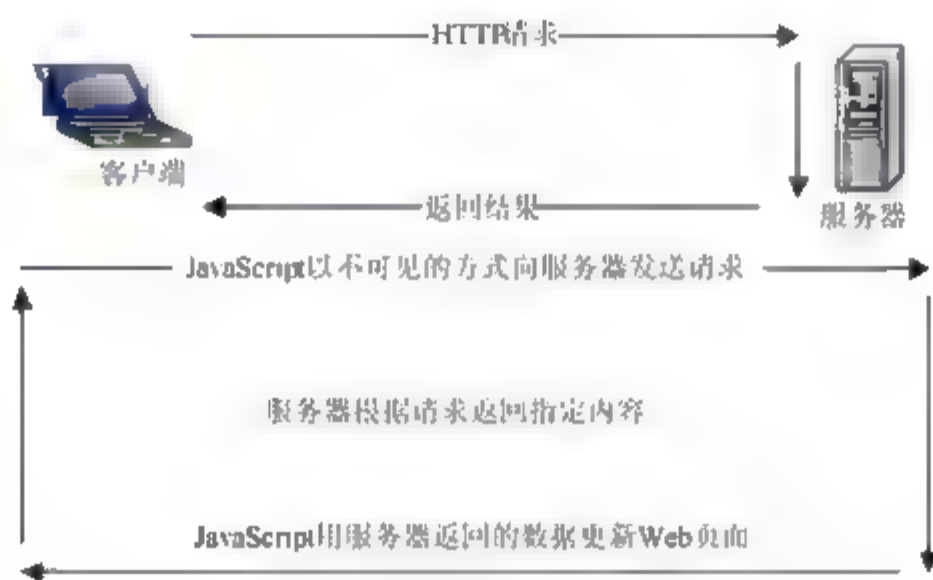 HTTP请求
客户端
返回结果
服务器
JavaScript以不可见的方式向服务器发送请求
服务器根据请求返回指定内容
JavaScript用服务器返回的数据更新Web页面